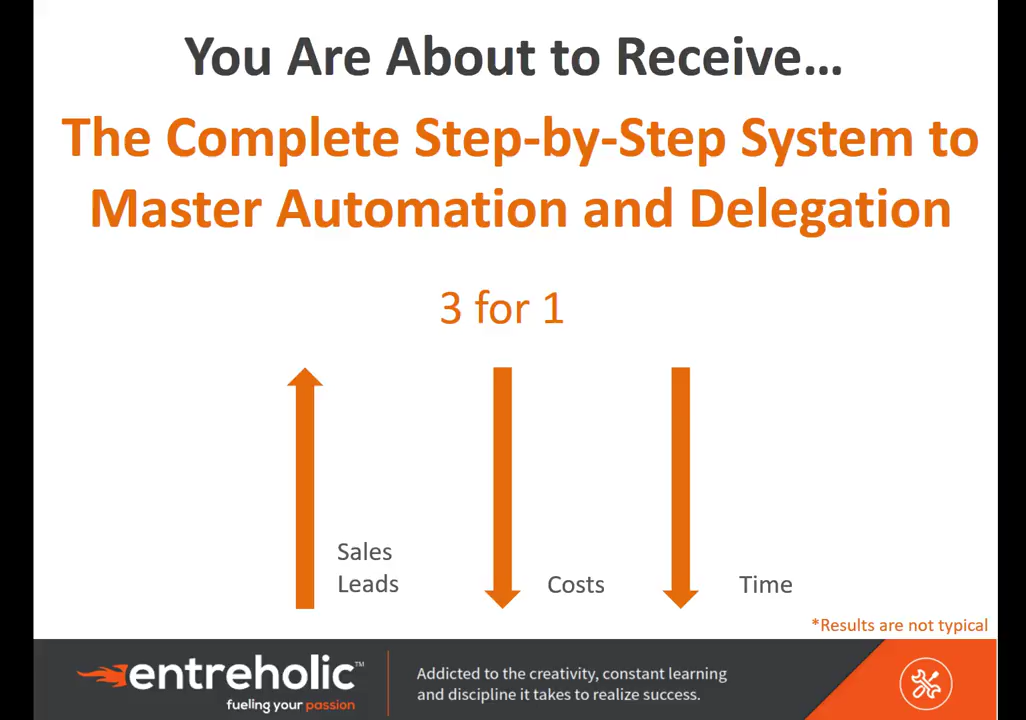 You Are About to Receive…
The Complete Step-by-Step System to
Master Automation and Delegation
3 for 1
Sales
Leads
Costs
Time
*Results are not typical
entreholic™
fueling your passion
Addicted to the creativity, constant learning
and discipline it takes to realize success.